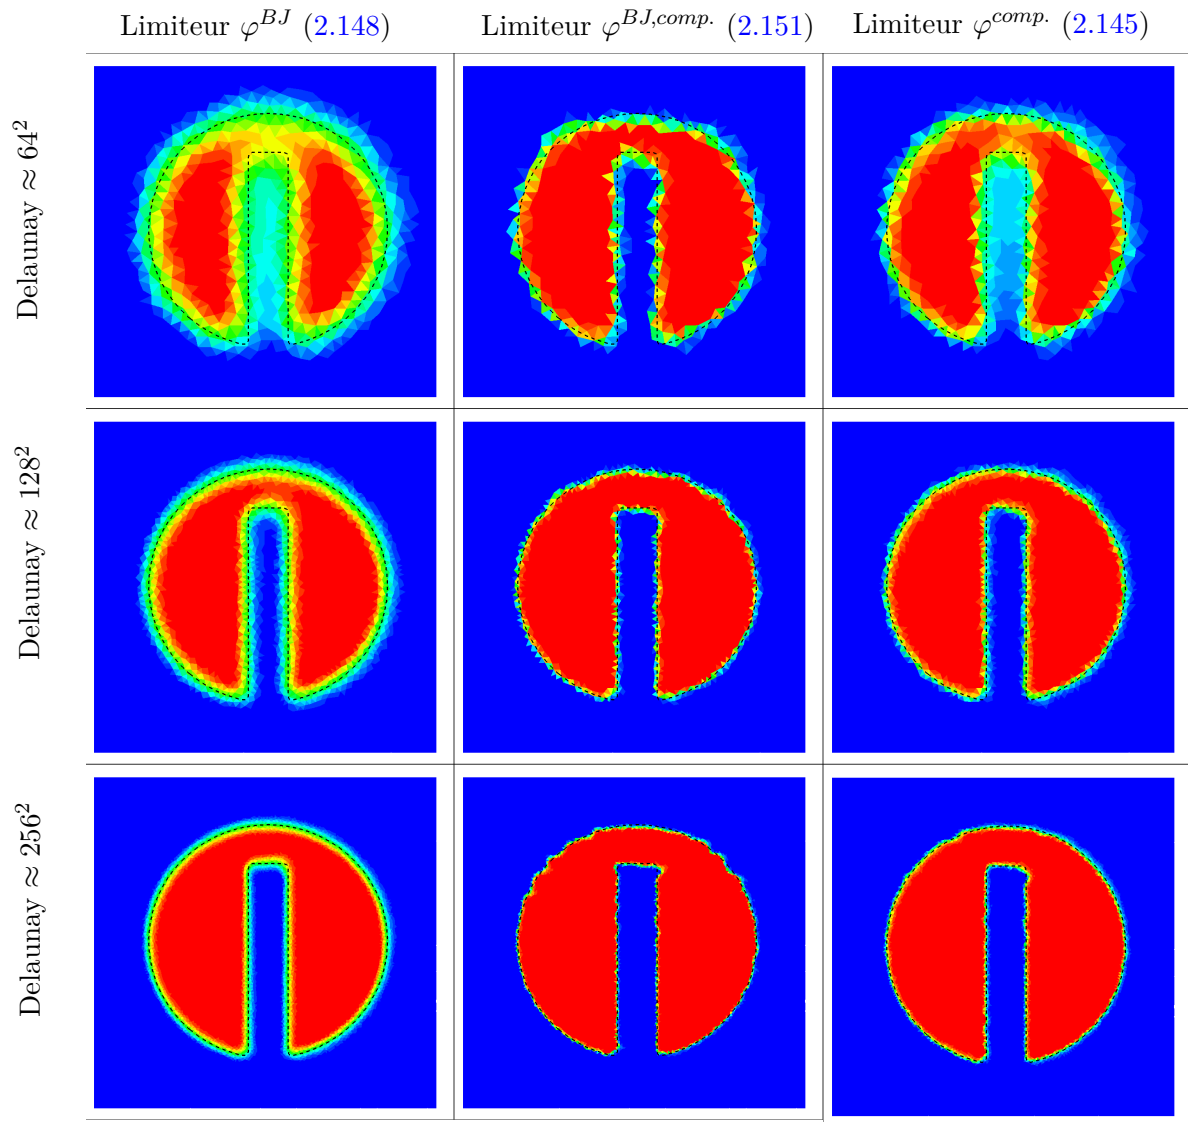 Limiteur φ^{BJ} (2.148)
Limiteur φ^{BJ,comp.} (2.151)
Limiteur φ^{comp.} (2.145)
Delaunay ≈ 64²
Delaunay ≈ 128²
Delaunay ≈ 256²